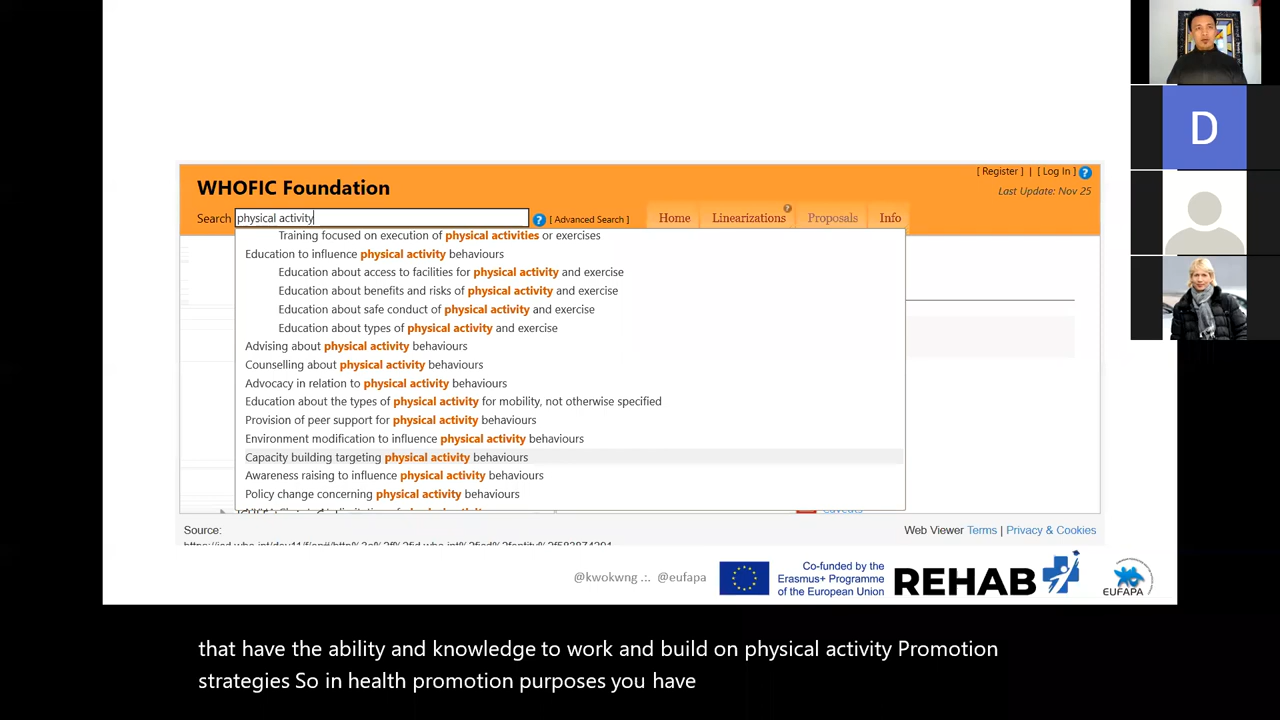 WHOFIC Foundation
[ Register ] | [ Log In ] ?
Last Update: Nov 25
Search physical activity ? [ Advanced Search ] Home Linearizations ? Proposals Info
Training focused on execution of physical activities or exercises
Education to influence physical activity behaviours
Education about access to facilities for physical activity and exercise
Education about benefits and risks of physical activity and exercise
Education about safe conduct of physical activity and exercise
Education about types of physical activity and exercise
Advising about physical activity behaviours
Counselling about physical activity behaviours
Advocacy in relation to physical activity behaviours
Education about the types of physical activity for mobility, not otherwise specified
Provision of peer support for physical activity behaviours
Environment modification to influence physical activity behaviours
Capacity building targeting physical activity behaviours
Awareness raising to influence physical activity behaviours
Policy change concerning physical activity behaviours
Source:
Web Viewer Terms | Privacy & Cookies
@kwokwng .:. @eufapa
Co-funded by the
Erasmus+ Programme
of the European Union
REHAB
EUFAPA
D
that have the ability and knowledge to work and build on physical activity Promotion
strategies So in health promotion purposes you have